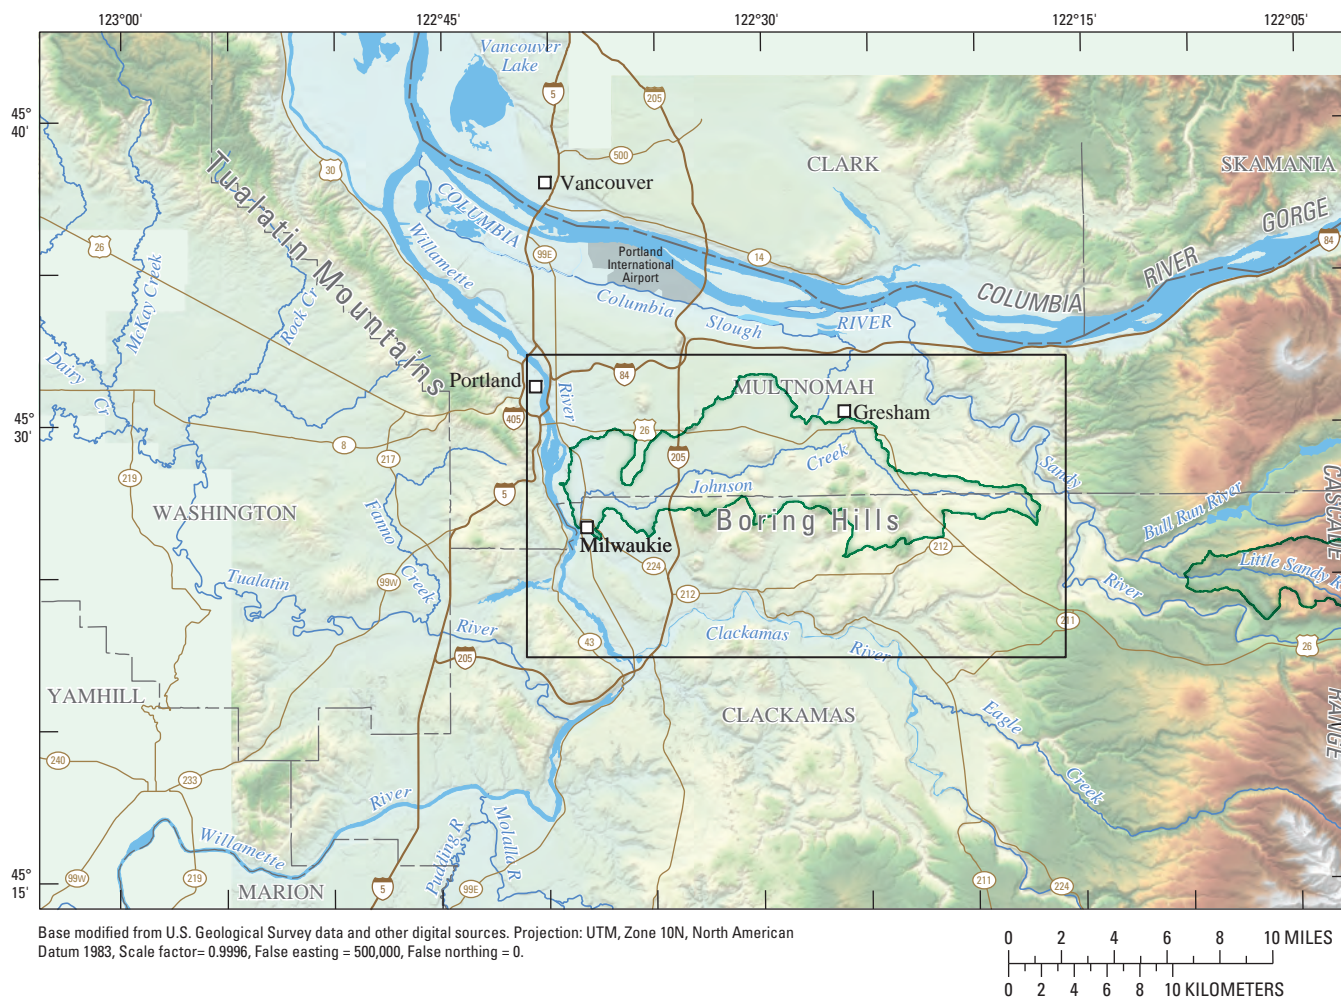 123°00'
122°45'
122°30'
122°15'
122°05'
45°
40'
45°
30'
45°
15'
Vancouver
Lake
5
205
500
30
CLARK
SKAMANIA
Vancouver
Tualatin Mountains
COLUMBIA
Willamette
26
99E
Portland
International
Airport
14
GORGE
84
RIVER
COLUMBIA
McKay Creek
Rock Cr
Columbia
Slough
RIVER
Dairy
Cr
Portland
River
84
MULTNOMAH
Gresham
405
26
8
217
205
219
Creek
Johnson
Sandy
5
WASHINGTON
Fanno
Creek
Boring Hills
Bull Run River
CASCADE
Milwaukie
212
Little Sandy R
224
Tualatin
99W
212
River
River
43
Clackamas
River
211
26
205
YAMHILL
CLACKAMAS
RANGE
Eagle
Creek
240
233
River
Willamette
Pudding R
Molalla R
99W
219
MARION
5
99E
211
224
Base modified from U.S. Geological Survey data and other digital sources. Projection: UTM, Zone 10N, North American
Datum 1983, Scale factor= 0.9996, False easting = 500,000, False northing = 0.
0 2 4 6 8 10 MILES
0 2 4 6 8 10 KILOMETERS